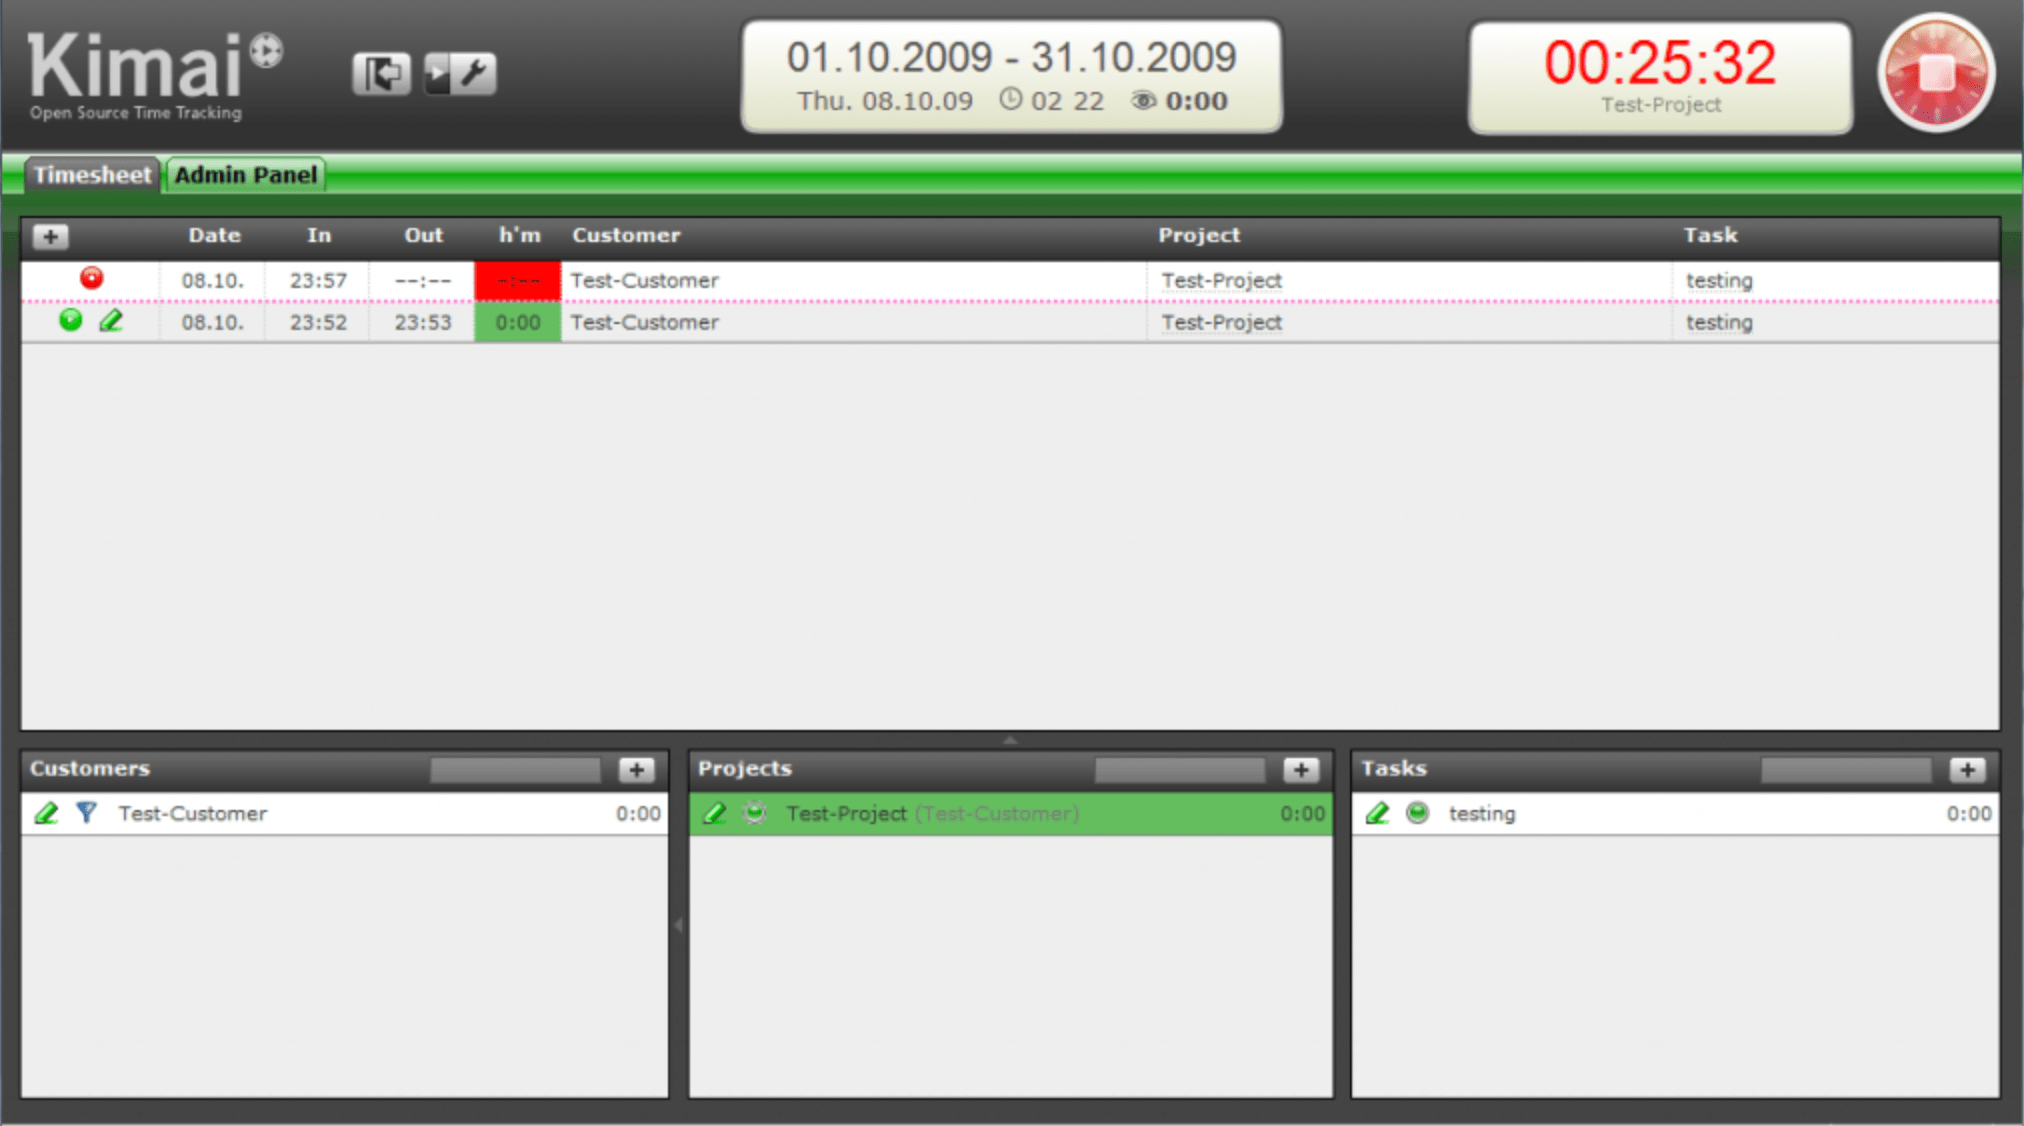 Kimai
Open Source Time Tracking
01.10.2009 - 31.10.2009
Thu. 08.10.09 02 22 0:00
00:25:32
Test-Project
Timesheet Admin Panel
+ Date In Out h'm Customer Project Task
08.10. 23:57 --:-- -:-- Test-Customer Test-Project testing
08.10. 23:52 23:53 0:00 Test-Customer Test-Project testing
Customers +
Test-Customer 0:00
Projects +
Test-Project (Test-Customer) 0:00
Tasks +
testing 0:00